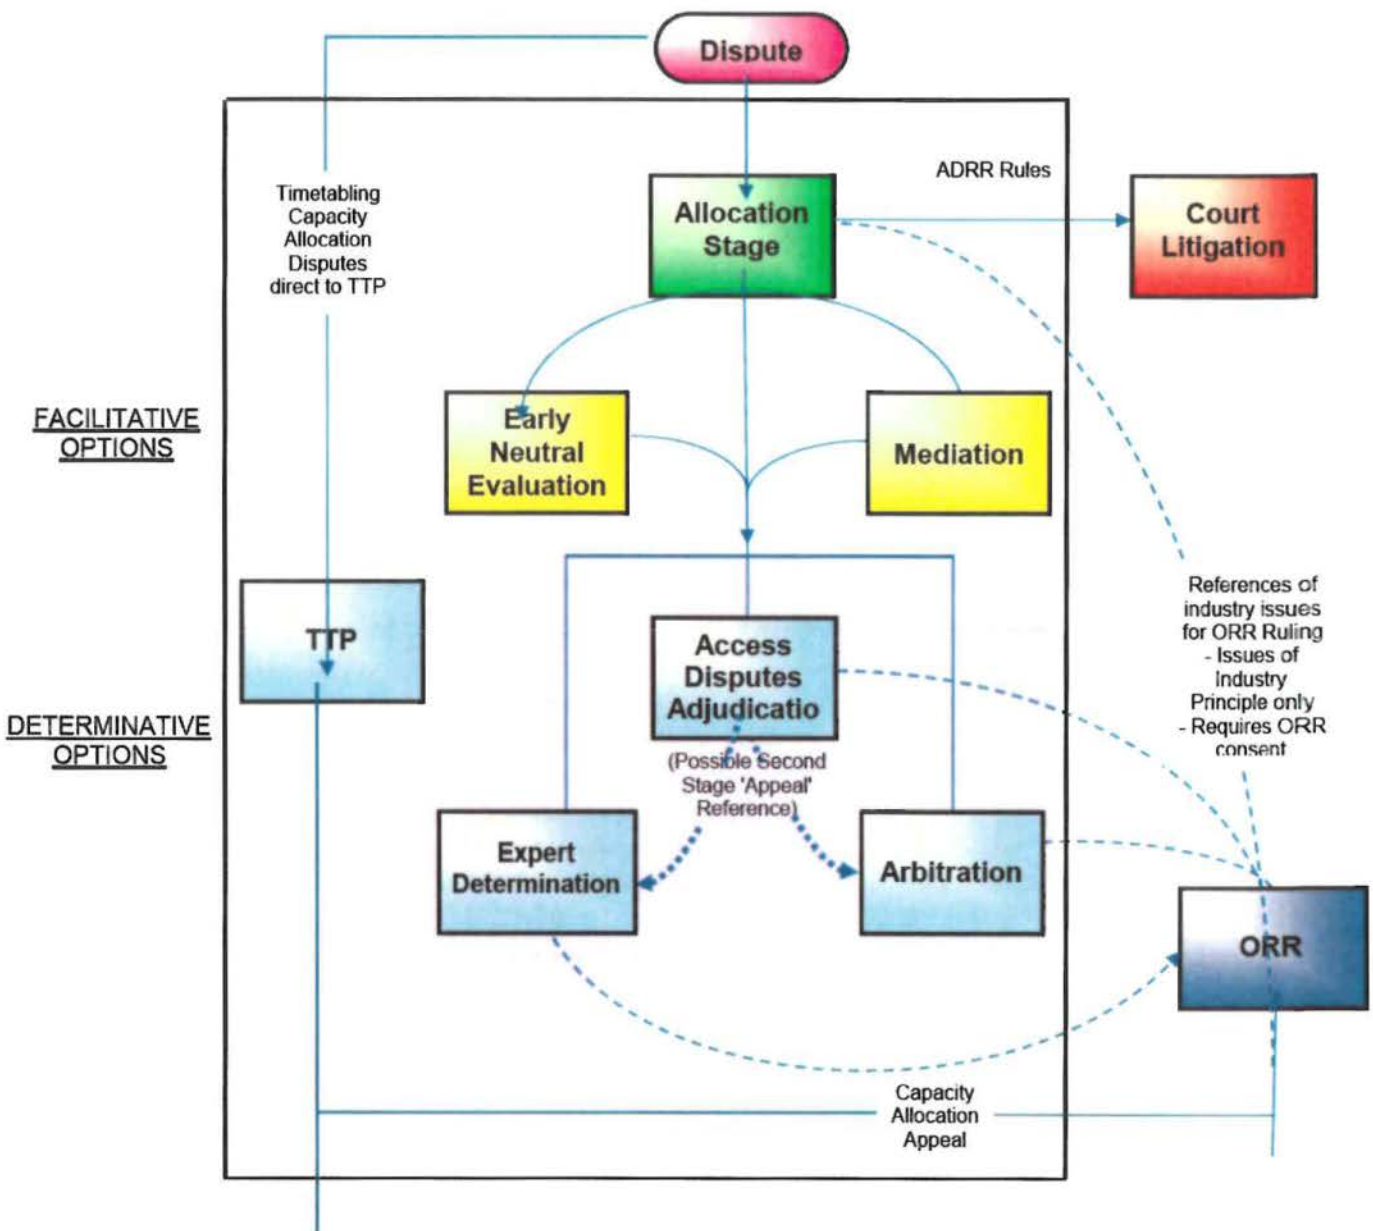 Dispute
ADRR Rules
Timetabling
Capacity
Allocation
Disputes
direct to TTP
Allocation
Stage
Court
Litigation
FACILITATIVE
OPTIONS
Early
Neutral
Evaluation
Mediation
References of
industry issues
for ORR Ruling
- Issues of
Industry
Principle only
- Requires ORR
consent
TTP
Access
Disputes
Adjudicatio
DETERMINATIVE
OPTIONS
(Possible Second
Stage 'Appeal'
Reference)
Expert
Determination
Arbitration
ORR
Capacity
Allocation
Appeal